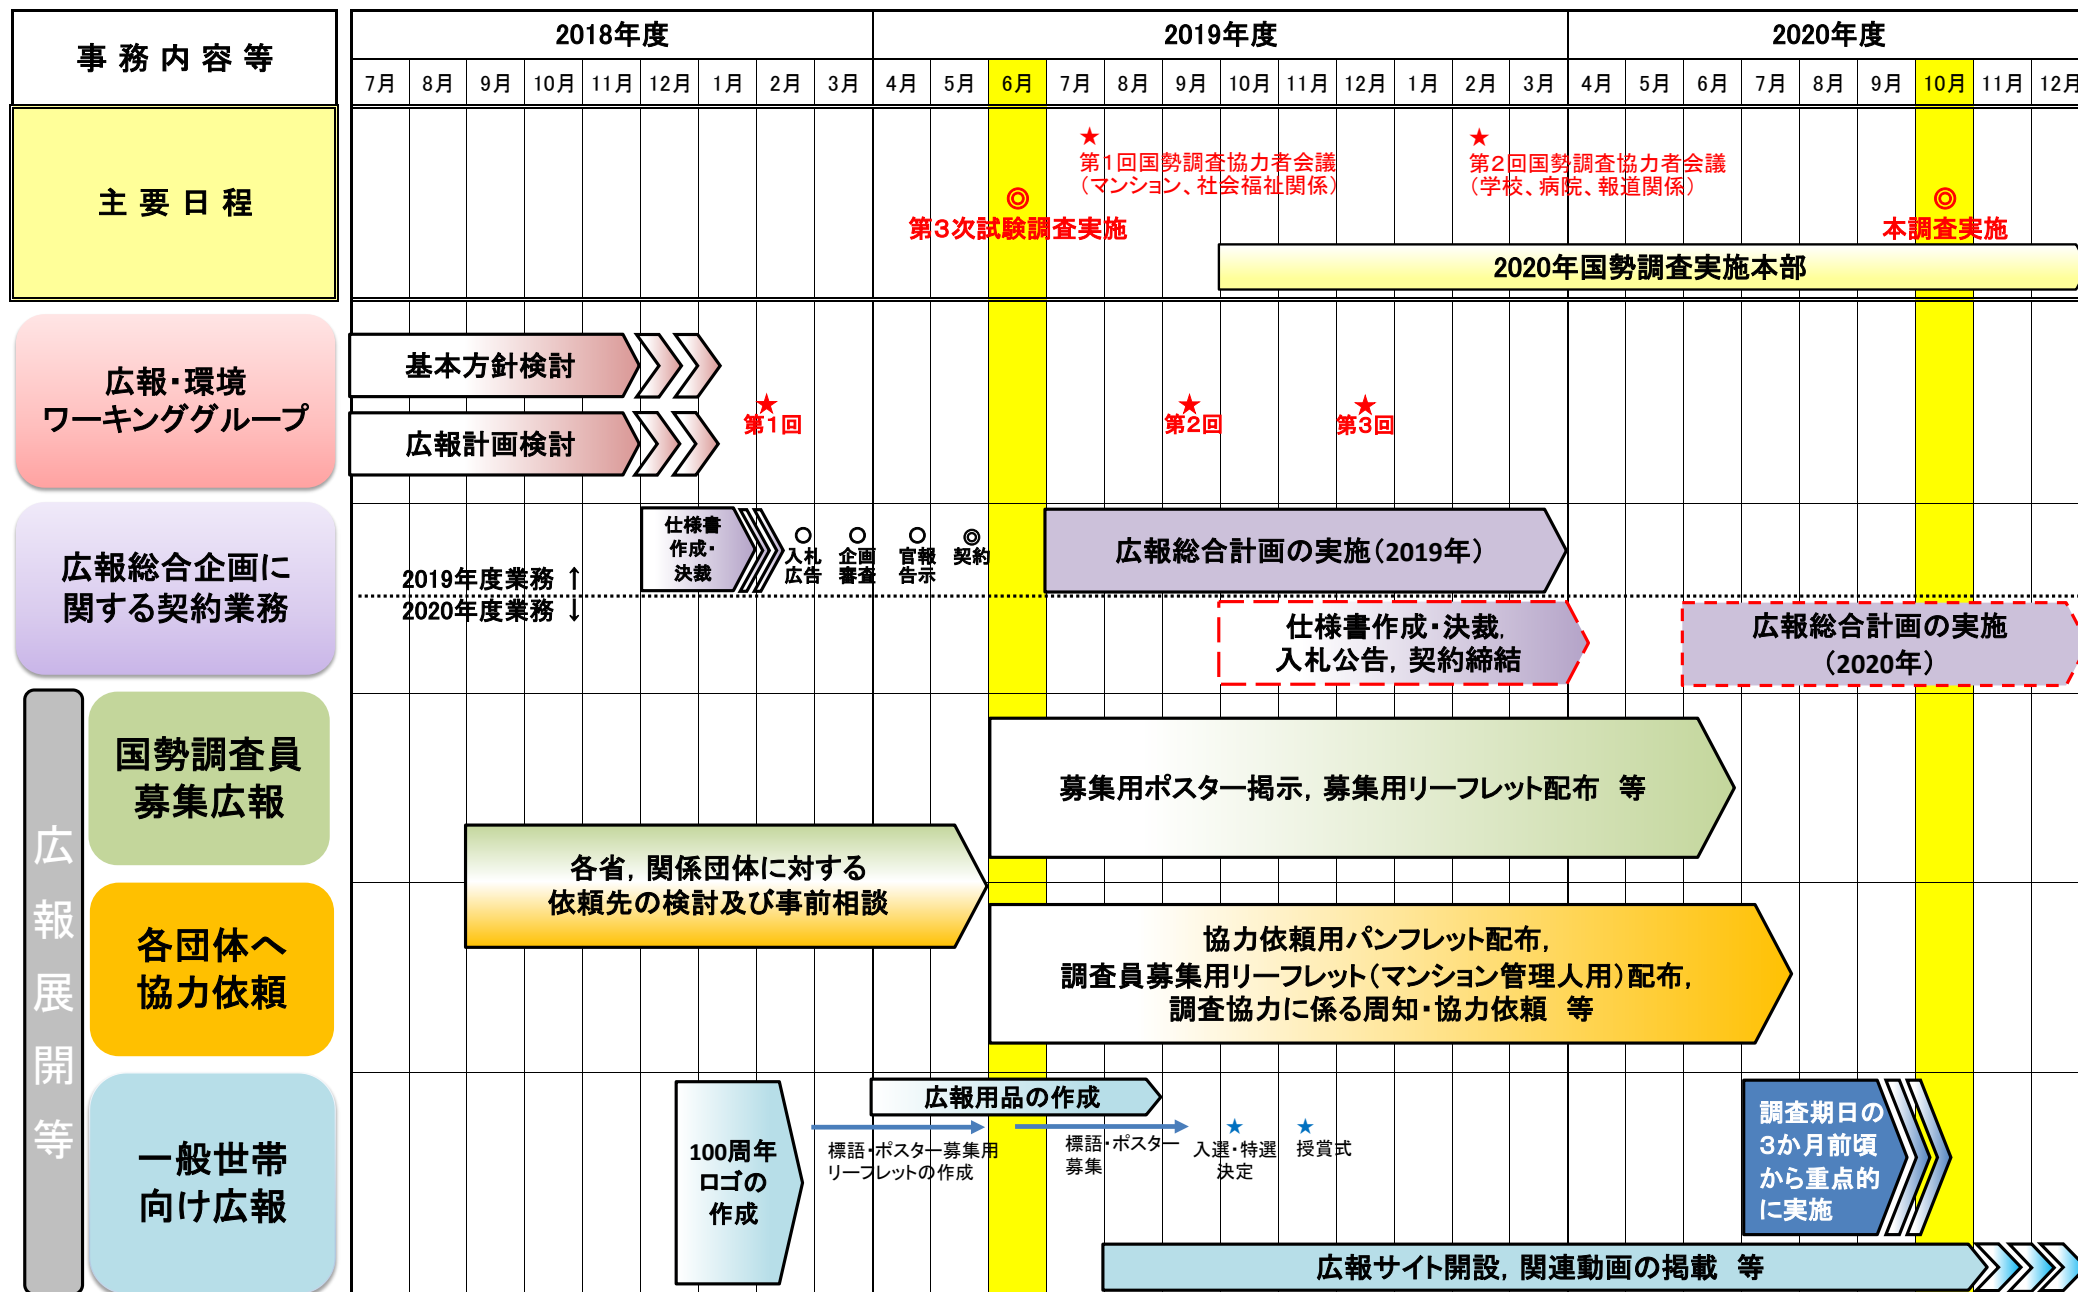 事務内容等
2018年度
2019年度
2020年度
7月 8月 9月 10月 11月 12月 1月 2月 3月 4月 5月 6月 7月 8月 9月 10月 11月 12月 1月 2月 3月 4月 5月 6月 7月 8月 9月 10月 11月 12月
主要日程
★
第1回国勢調査協力者会議
(マンション、社会福祉関係)
★
第2回国勢調査協力者会議
(学校、病院、報道関係)
◎
第3次試験調査実施
◎
本調査実施
2020年国勢調査実施本部
広報・環境
ワーキンググループ
基本方針検討
広報計画検討
★
第1回
★
第2回
★
第3回
広報総合企画に
関する契約業務
2019年度業務 ↑
2020年度業務 ↓
仕様書
作成・
決裁
○
入札
広告
○
企画
審査
○
官報
告示
◎
契約
広報総合計画の実施(2019年)
仕様書作成・決裁,
入札公告,契約締結
広報総合計画の実施
(2020年)
広報展開等
国勢調査員
募集広報
募集用ポスター掲示,募集用リーフレット配布 等
各省,関係団体に対する
依頼先の検討及び事前相談
各団体へ
協力依頼
協力依頼用パンフレット配布,
調査員募集用リーフレット(マンション管理人用)配布,
調査協力に係る周知・協力依頼 等
一般世帯
向け広報
100周年
ロゴの
作成
広報用品の作成
標語・ポスター募集用
リーフレットの作成
標語・ポスター
募集
★
入選・特選
決定
★
授賞式
調査期日の
3か月前頃
から重点的
に実施
広報サイト開設,関連動画の掲載 等